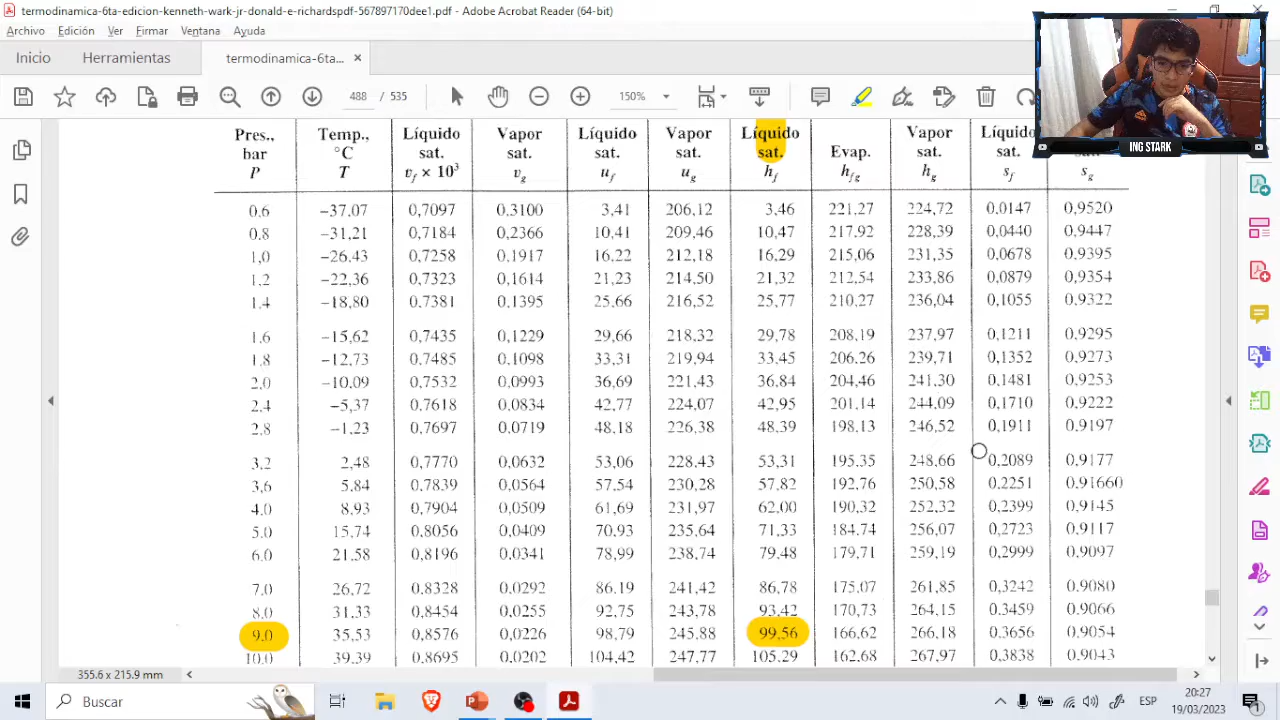 termodinamica-6ta-edicion-kenneth-wark-jr-donald-e-richardspdf-567897170dee1.pdf - Adobe Acrobat Reader (64-bit)
Archivo Edición Ver Firmar Ventana Ayuda
Inicio Herramientas termodinamica-6ta... ×
488 / 535 150%
ING STARK
Pres., Temp., Líquido Vapor Líquido Vapor Líquido Vapor Líquido
bar °C sat. sat. sat. sat. sat. Evap. sat. sat. sat.
P T vf × 10³ vg uf ug hf hfg hg sf sg
0.6 −37,07 0,7097 0.3100 3,41 206,12 3,46 221,27 224,72 0,0147 0,9520
0.8 −31,21 0,7184 0,2366 10,41 209,46 10,47 217,92 228,39 0,0440 0,9447
1,0 −26,43 0,7258 0,1917 16,22 212,18 16,29 215,06 231,35 0,0678 0,9395
1,2 −22,36 0,7323 0,1614 21,23 214,50 21,32 212,54 233,86 0,0879 0,9354
1,4 −18,80 0.7381 0,1395 25,66 216,52 25,77 210,27 236,04 0,1055 0,9322
1,6 −15,62 0,7435 0,1229 29,66 218,32 29,78 208,19 237,97 0,1211 0,9295
1,8 −12,73 0,7485 0,1098 33,31 219,94 33,45 206,26 239,71 0,1352 0,9273
2,0 −10,09 0,7532 0,0993 36,69 221,43 36,84 204,46 241,30 0,1481 0,9253
2,4 −5,37 0,7618 0,0834 42,77 224,07 42,95 201,14 244,09 0,1710 0,9222
2,8 −1,23 0,7697 0,0719 48,18 226,38 48,39 198,13 246,52 0,1911 0,9197
3,2 2,48 0,7770 0,0632 53,06 228,43 53,31 195,35 248,66 0,2089 0,9177
3,6 5,84 0,7839 0,0564 57,54 230,28 57,82 192,76 250,58 0,2251 0,91660
4,0 8,93 0,7904 0,0509 61,69 231,97 62,00 190,32 252,32 0,2399 0,9145
5,0 15,74 0,8056 0,0409 70,93 235,64 71,33 184,74 256,07 0,2723 0,9117
6,0 21,58 0,8196 0,0341 78,99 238,74 79,48 179,71 259,19 0,2999 0,9097
7,0 26,72 0,8328 0,0292 86,19 241,42 86,78 175,07 261,85 0,3242 0,9080
8,0 31,33 0,8454 0,0255 92,75 243,78 93,42 170,73 264,15 0.3459 0,9066
9.0 35,53 0,8576 0,0226 98,79 245.88 99,56 166,62 266,18 0.3656 0,9054
10.0 39,39 0,8695 0,0202 104,42 247,77 105,29 162,68 267,97 0,3838 0,9043
355.6 x 215.9 mm
Buscar
ESP
20:27
19/03/2023
1